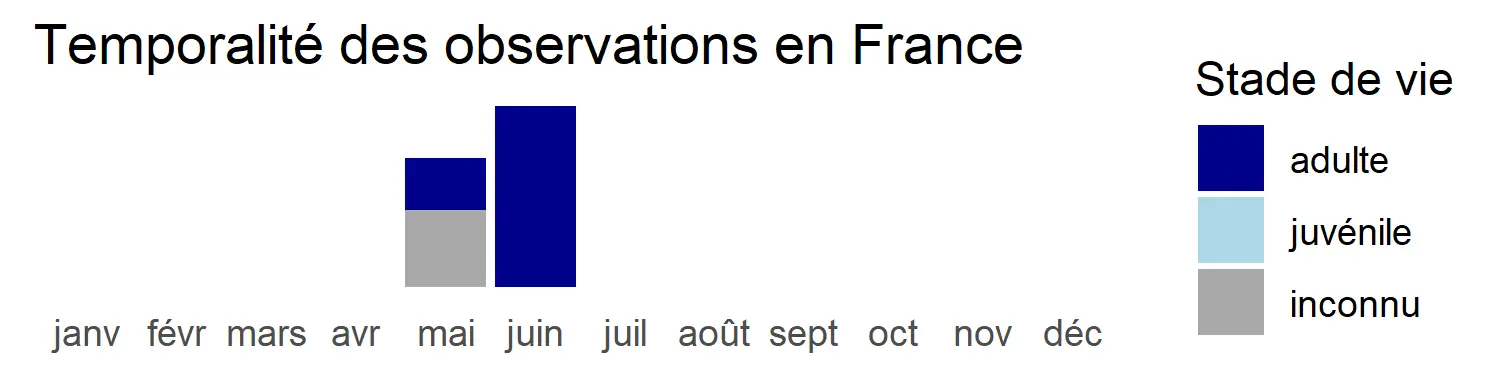 Temporalité des observations en France
Stade de vie
adulte
juvénile
inconnu
janv févr mars avr mai juin juil août sept oct nov déc